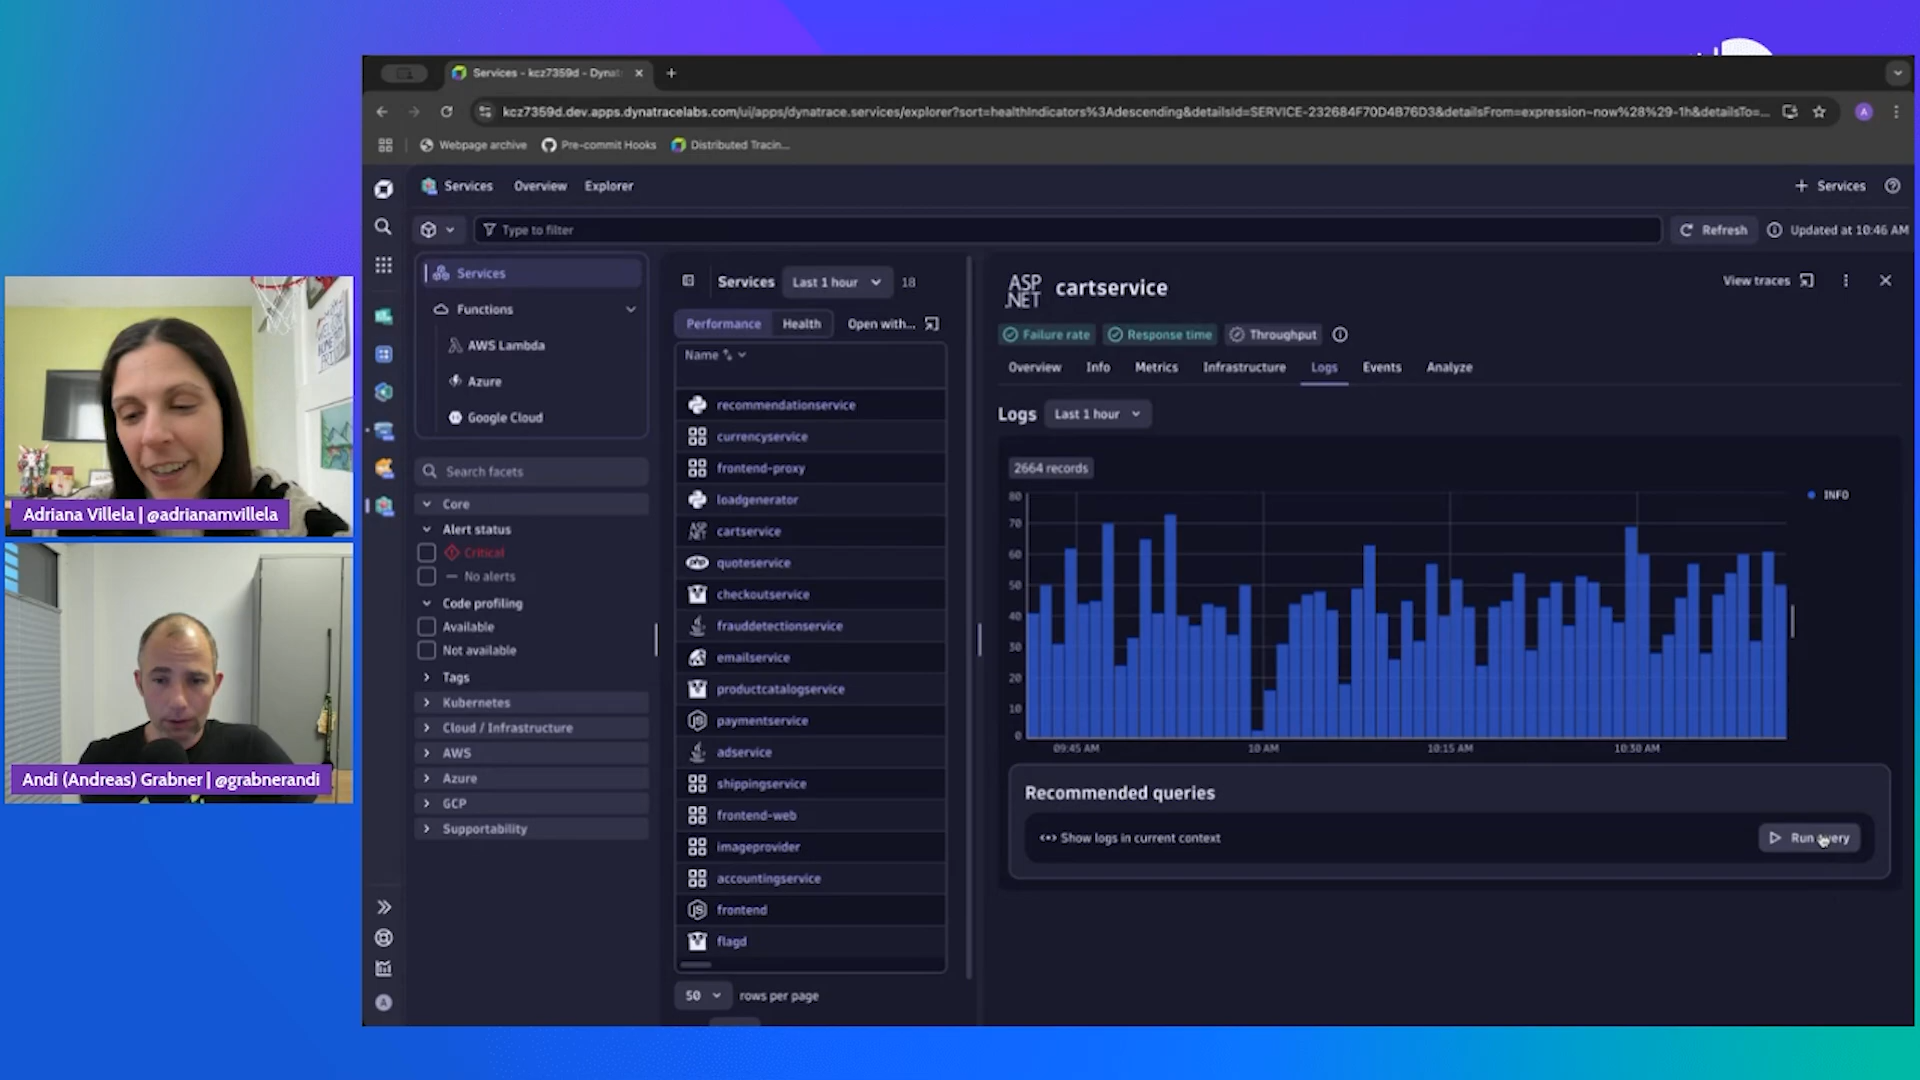 Services - kcz7359d - Dynat
kcz7359d.dev.apps.dynatracelabs.com/ui/apps/dynatrace.services/explorer?sort=healthIndicators%3Adescending&detailsId=SERVICE-232684F70D4B76D3&detailsFrom=expression~now%28%29-1h&detailsTo=...
A
Webpage archive
Pre-commit Hooks
Distributed Tracin...
Services
Overview
Explorer
+ Services
Type to filter
Refresh
Updated at 10:46 AM
Services
Functions
AWS Lambda
Azure
Google Cloud
Search facets
Core
Alert status
Critical
No alerts
Code profiling
Available
Not available
Tags
Kubernetes
Cloud / Infrastructure
AWS
Azure
GCP
Supportability
A
Services
Last 1 hour
18
Performance
Health
Open with...
Name
recommendationservice
currencyservice
frontend-proxy
loadgenerator
cartservice
php
quoteservice
checkoutservice
frauddetectionservice
emailservice
productcatalogservice
paymentservice
adservice
shippingservice
frontend-web
imageprovider
accountingservice
frontend
flagd
50
rows per page
ASP
.NET
cartservice
View traces
Failure rate
Response time
Throughput
Overview
Info
Metrics
Infrastructure
Logs
Events
Analyze
Logs
Last 1 hour
2664 records
80
70
60
50
40
30
20
10
0
09:45 AM
10 AM
10:15 AM
10:30 AM
INFO
Recommended queries
Show logs in current context
Run query
Adriana Villela | @adrianamvillela
Andi (Andreas) Grabner | @grabnerandi